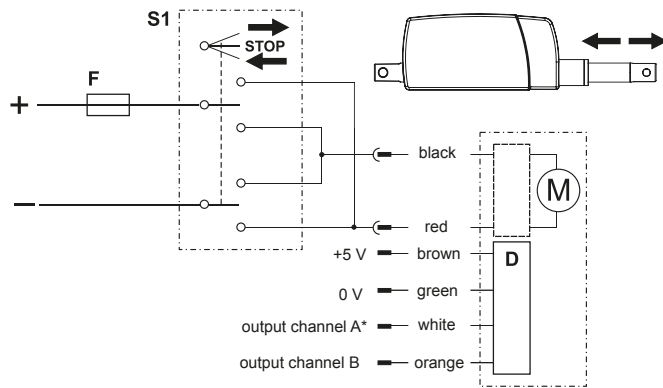 S1
STOP
F
+
–
black
M
red
+5 V brown
D
0 V green
output channel A* white
output channel B orange